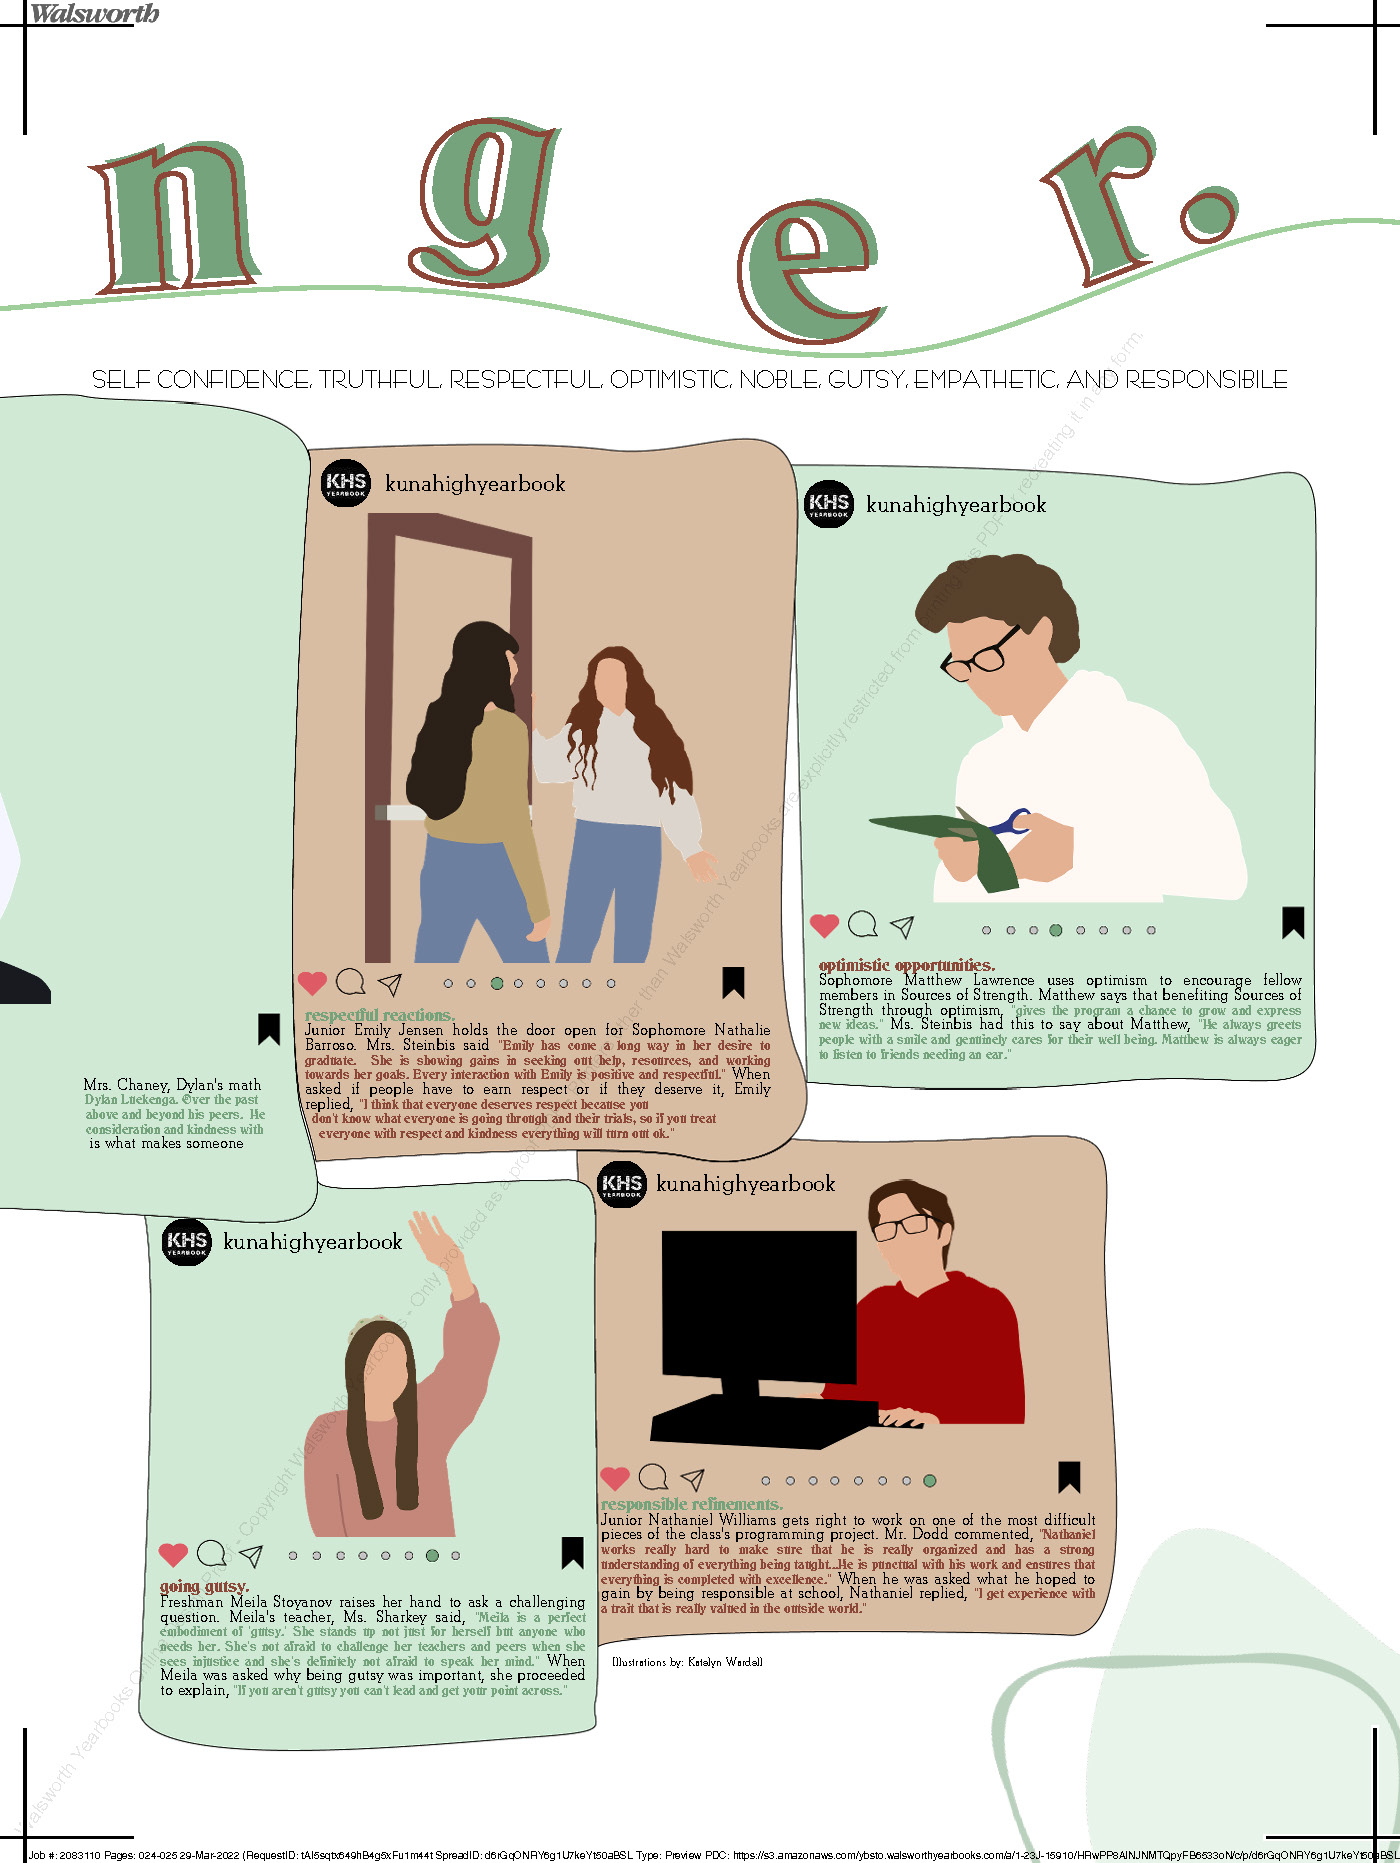 Walsworth
nger.
SELF CONFIDENCE, TRUTHFUL, RESPECTFUL, OPTIMISTIC, NOBLE, GUTSY, EMPATHETIC, AND RESPONSIBILE
KHS
YEARBOOK
kunahighyearbook
respectful reactions.
Junior Emily Jensen holds the door open for Sophomore Nathalie
Barroso. Mrs. Steinbis said "Emily has come a long way in her desire to
graduate. She is showing gains in seeking out help, resources, and working
towards her goals. Every interaction with Emily is positive and respectful." When
asked if people have to earn respect or if they deserve it, Emily
replied, "I think that everyone deserves respect because you
don't know what everyone is going through and their trials, so if you treat
everyone with respect and kindness everything will turn out ok."
KHS
YEARBOOK
kunahighyearbook
optimistic opportunities.
Sophomore Matthew Lawrence uses optimism to encourage fellow
members in Sources of Strength. Matthew says that benefiting Sources of
Strength through optimism, "gives the program a chance to grow and express
new ideas." Ms. Steinbis had this to say about Matthew, "He always greets
people with a smile and genuinely cares for their well being. Matthew is always eager
to listen to friends needing an ear."
Mrs. Chaney, Dylan's math
Dylan Luekenga. Over the past
above and beyond his peers. He
consideration and kindness with
is what makes someone
KHS
YEARBOOK
kunahighyearbook
going gutsy.
Freshman Meila Stoyanov raises her hand to ask a challenging
question. Meila's teacher, Ms. Sharkey said, "Meila is a perfect
embodiment of 'gutsy.' She stands up not just for herself but anyone who
needs her. She's not afraid to challenge her teachers and peers when she
sees injustice and she's definitely not afraid to speak her mind." When
Meila was asked why being gutsy was important, she proceeded
to explain, "If you aren't gutsy you can't lead and get your point across."
KHS
YEARBOOK
kunahighyearbook
responsible refinements.
Junior Nathaniel Williams gets right to work on one of the most difficult
pieces of the class's programming project. Mr. Dodd commented, "Nathaniel
works really hard to make sure that he is really organized and has a strong
understanding of everything being taught...He is punctual with his work and ensures that
everything is completed with excellence." When he was asked what he hoped to
gain by being responsible at school, Nathaniel replied, "I get experience with
a trait that is really valued in the outside world."
Illustrations by: Katelyn Wardall
Walsworth Yearbooks Online Proof - Copyright Walsworth Yearbooks - Only provided as a proof other than Walsworth Yearbooks are explicitly restricted from printing this PDF or recreating it in any form.
Job #: 2083110 Pages: 024-025 29-Mar-2022 Type: Preview PDC: